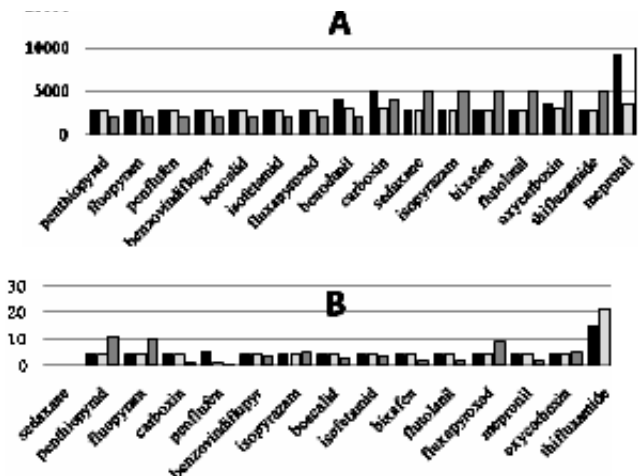 A
10000
5000
0
penthiopyrad
fluopyram
penflufen
benzovindiflupyr
boscalid
isofetamid
fluxapyroxad
benodanil
carboxin
sedaxane
isopyrazam
bixafen
flutolanil
oxycarboxin
thifluzamide
mepronil
B
30
20
10
0
sedaxane
penthiopyrad
fluopyram
carboxin
penflufen
benzovindiflupyr
isopyrazam
boscalid
isofetamid
bixafen
flutolanil
fluxapyroxad
mepronil
oxycarboxin
thifluzamide